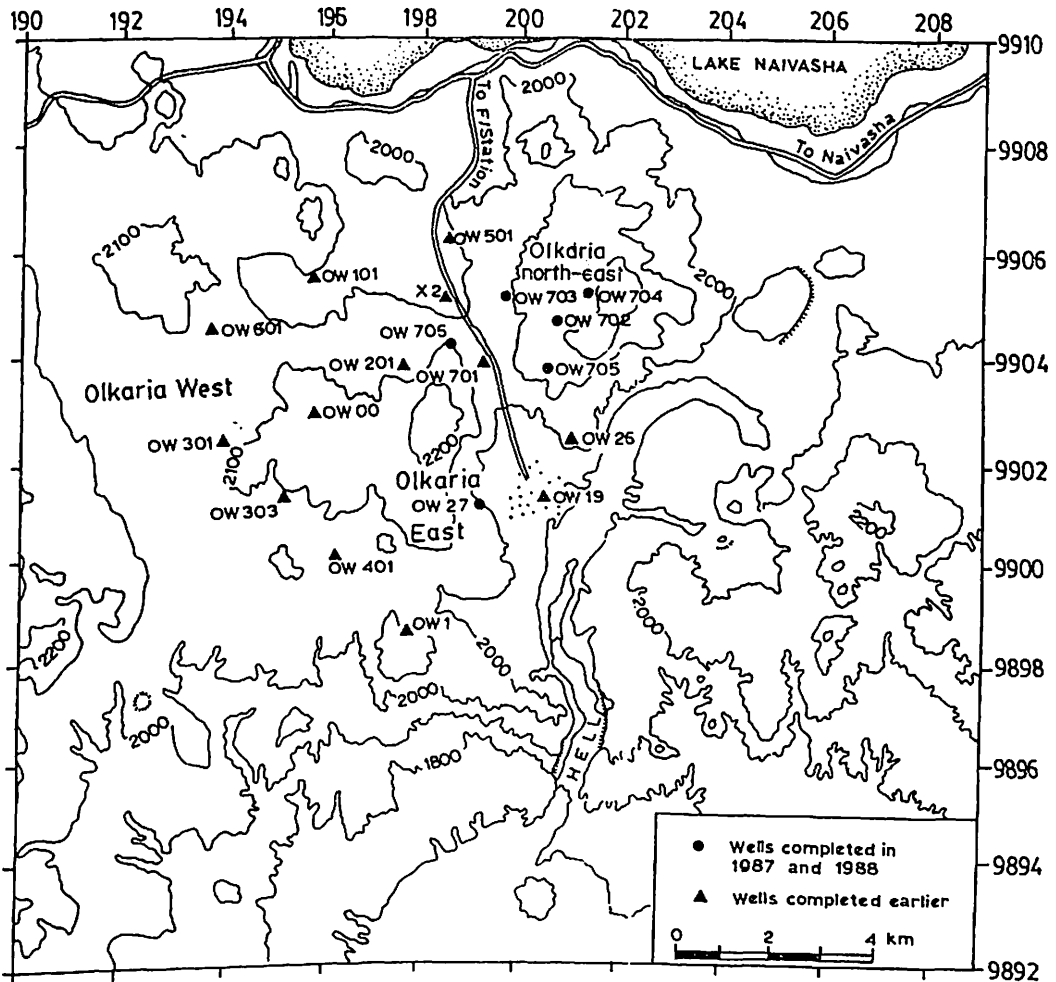 190 192 194 195 198 200 202 204 206 208
9910
LAKE NAIVASHA
2000
To F/Station
To Naivasha
2000
9908
2100
OW 501
Olkaria
north-east
9906
2000
OW 101
X2
OW 703
OW 704
OW 601
OW 702
OW 705
OW 201
OW 701
OW 705
9904
Olkaria West
OW 00
OW 301
2200
OW 26
2100
9902
Olkaria
OW 303
OW 27
OW 19
East
2200
OW 401
9900
2000
OW 1
2200
2000
9898
2000
2000
HELL
1800
9896
Wells completed in
1987 and 1988
9894
Wells completed earlier
0 2 4 km
9892